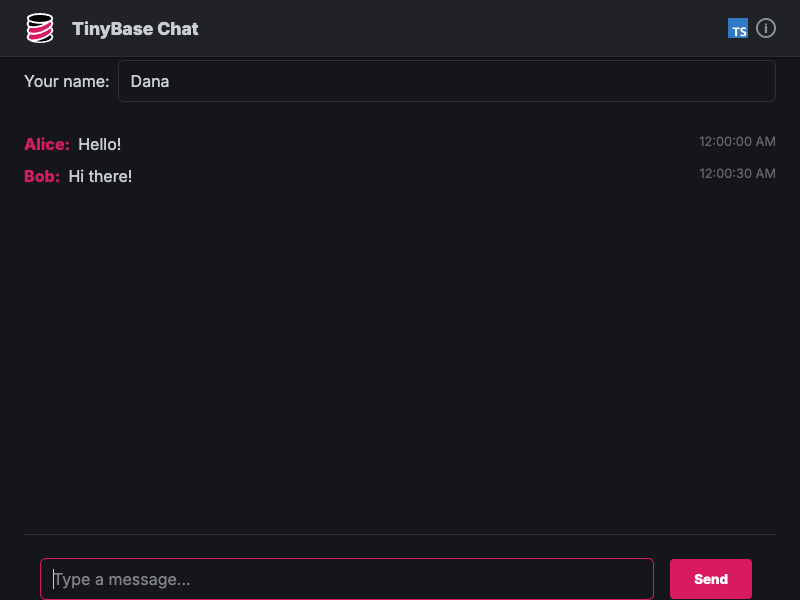 TinyBase Chat
TS
Your name: Dana
Alice: Hello! 12:00:00 AM
Bob: Hi there! 12:00:30 AM
Type a message...
Send